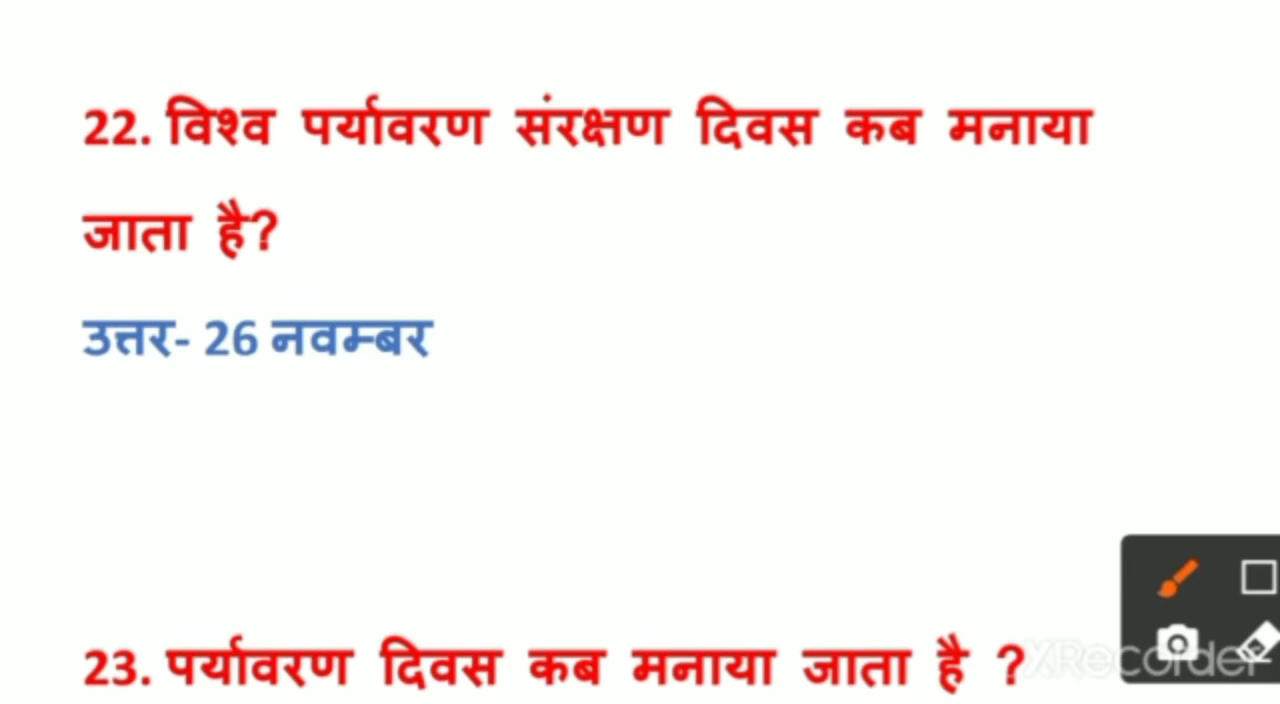 22. विश्व पर्यावरण संरक्षण दिवस कब मनाया
जाता है?
उत्तर- 26 नवम्बर
23. पर्यावरण दिवस कब मनाया जाता है ?
XRecorder